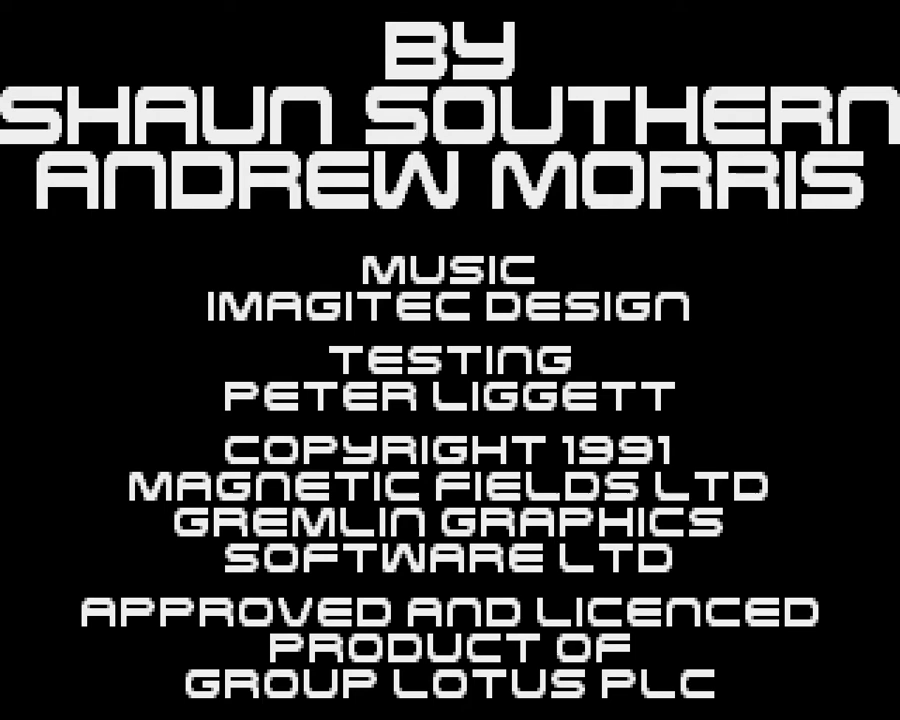 BY
SHAUN SOUTHERN
ANDREW MORRIS
MUSIC
IMAGITEC DESIGN
TESTING
PETER LIGGETT
COPYRIGHT 1991
MAGNETIC FIELDS LTD
GREMLIN GRAPHICS
SOFTWARE LTD
APPROVED AND LICENCED
PRODUCT OF
GROUP LOTUS PLC